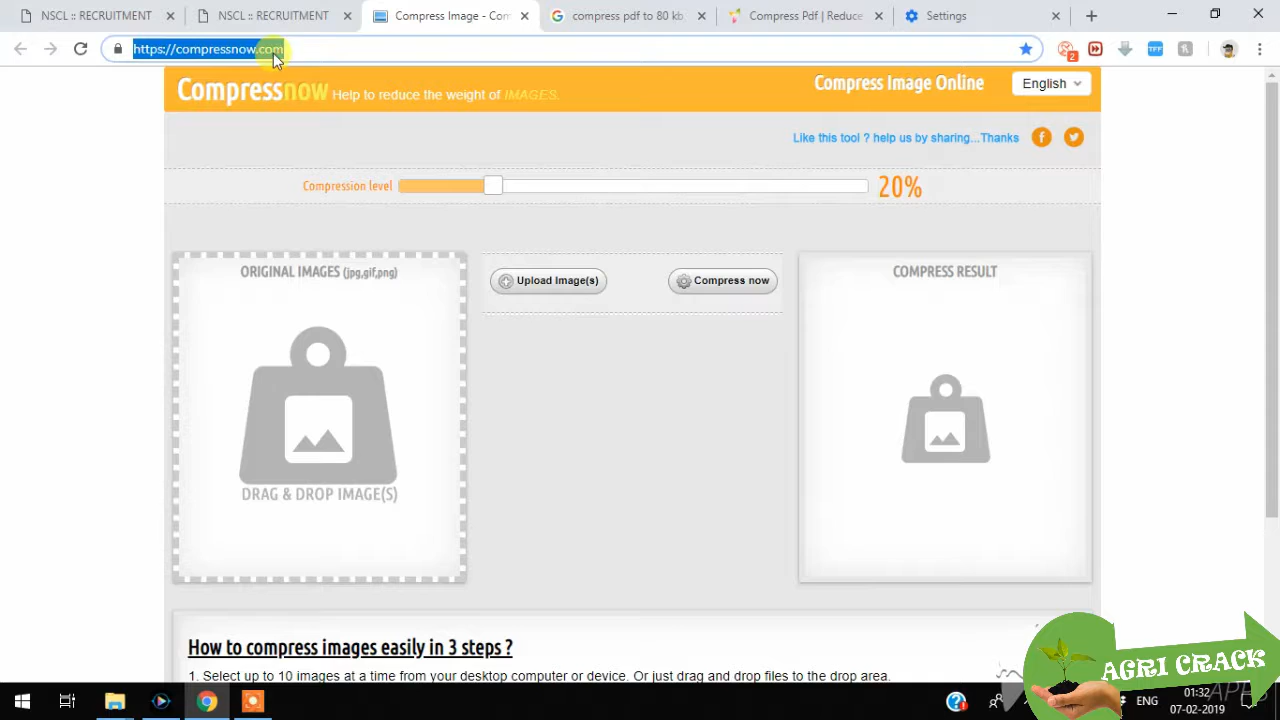 NSCL :: RECRUITMENT
NSCL :: RECRUITMENT
Compress Image - Com
compress pdf to 80 kb
Compress Pdf | Reduce
Settings
https://compressnow.com
2
TFF
Compressnow Help to reduce the weight of IMAGES.
Compress Image Online
English
Like this tool ? help us by sharing...Thanks
Compression level
20%
ORIGINAL IMAGES (jpg,gif,png)
Upload Image(s)
Compress now
COMPRESS RESULT
DRAG & DROP IMAGE(S)
How to compress images easily in 3 steps ?
1. Select up to 10 images at a time from your desktop computer or device. Or just drag and drop files to the drop area.
AGRI CRACK
ENG
01:32
07-02-2019